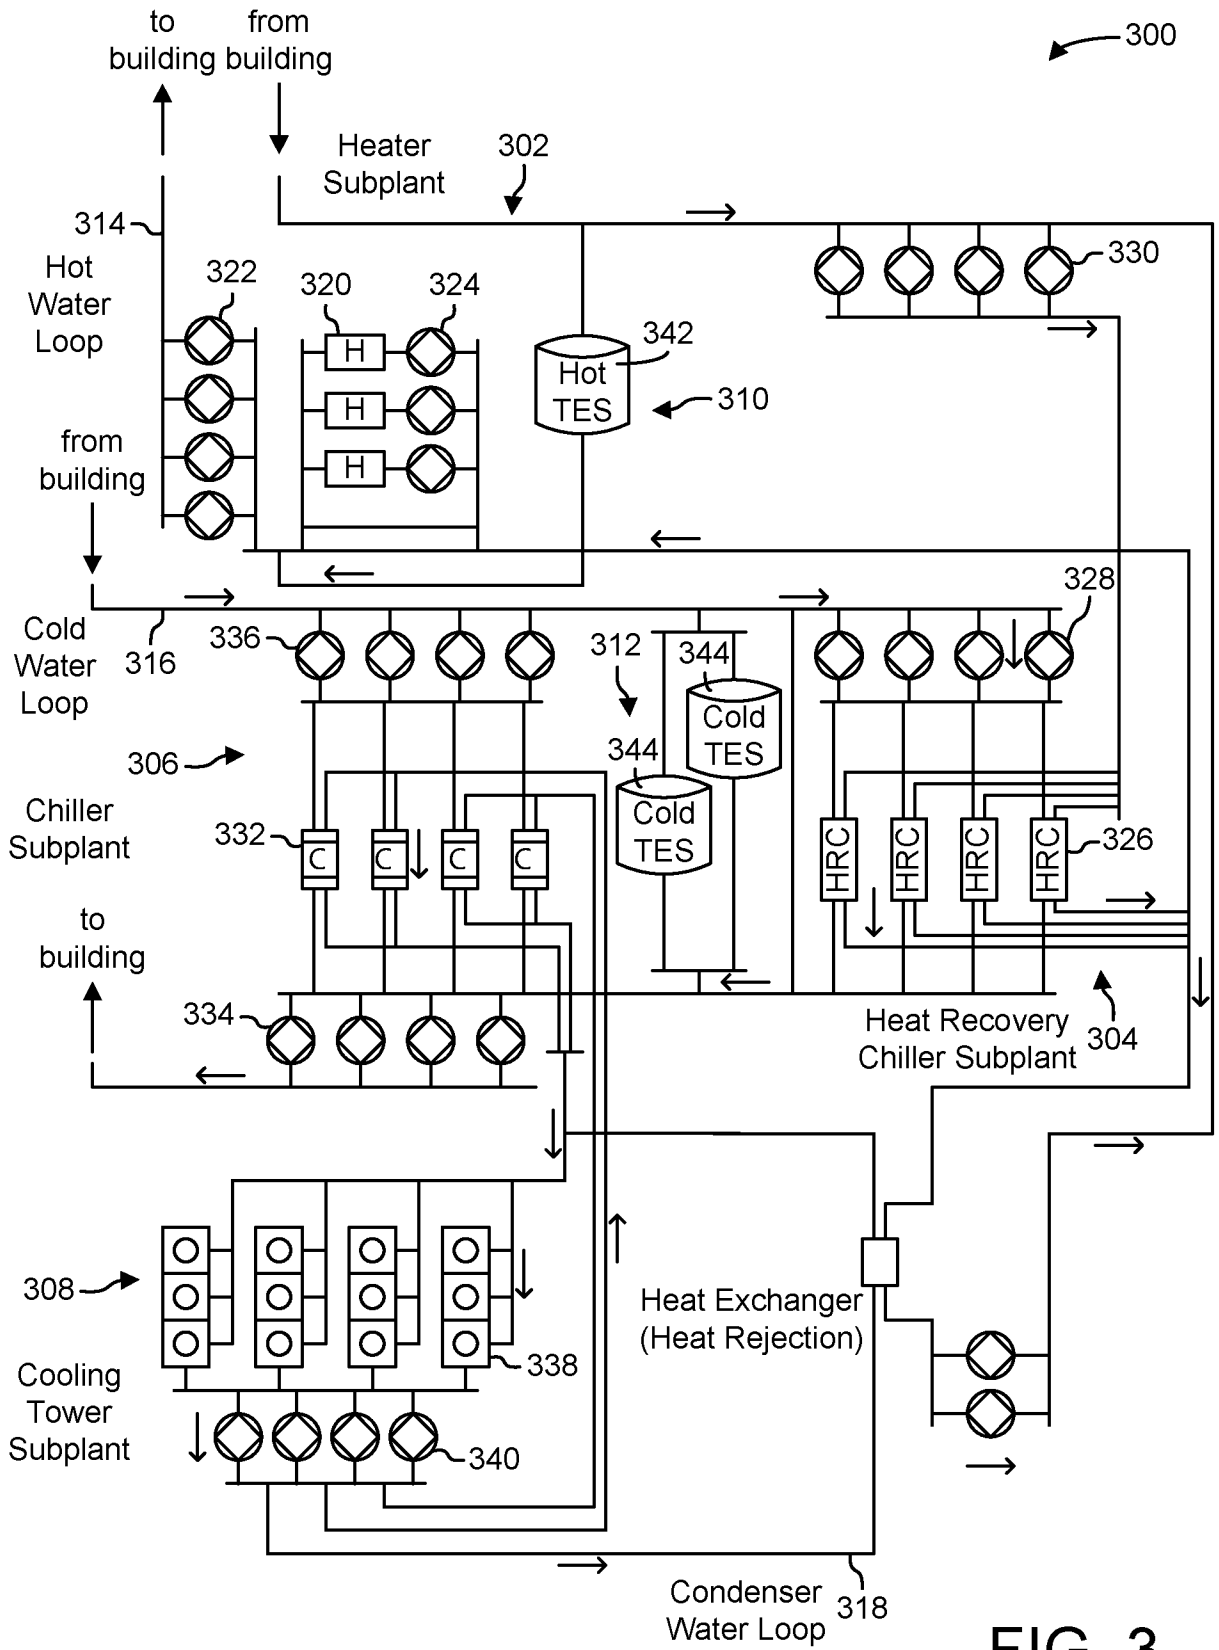 to from
building building
300
Heater
Subplant
302
314
Hot
Water
Loop
322
320
324
330
342
Hot
TES
310
H
H
H
from
building
328
Cold
Water
Loop
316
336
312
344
Cold
TES
344
Cold
TES
306
Chiller
Subplant
332
C C C C
HRC HRC HRC HRC
326
to
building
334
Heat Recovery
Chiller Subplant
304
308
Heat Exchanger
(Heat Rejection)
338
Cooling
Tower
Subplant
340
Condenser
Water Loop
318
FIG. 3